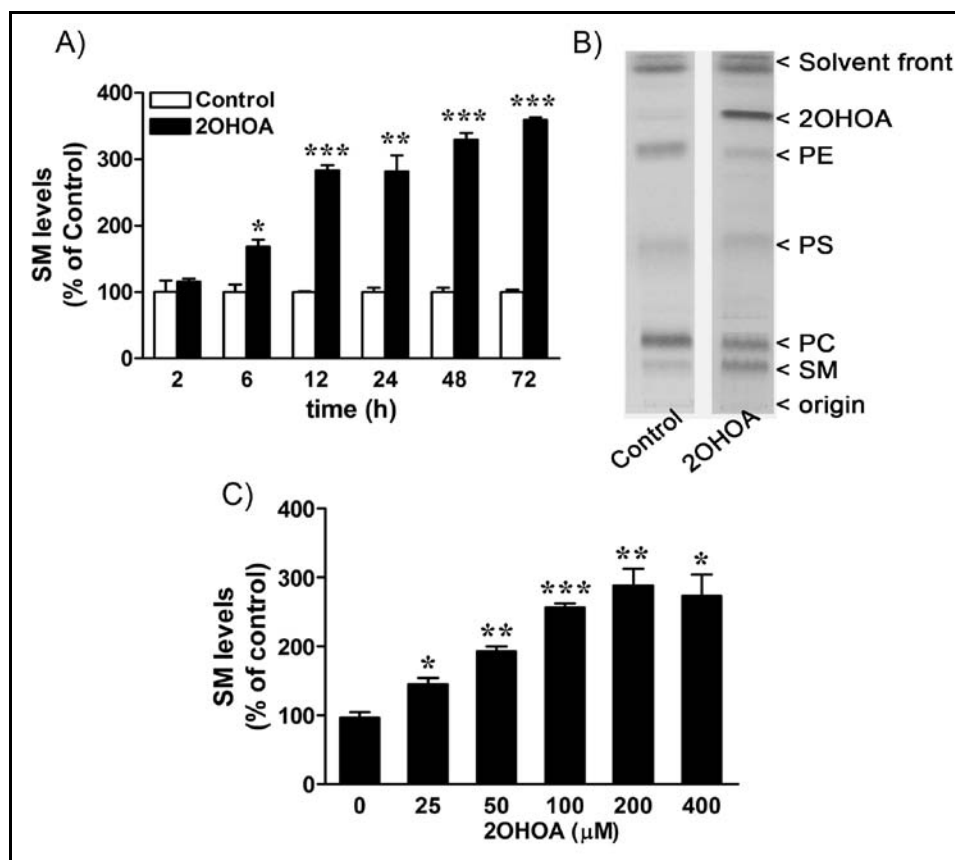 A)
SM levels
(% of Control)
400
300
200
100
0
Control
2OHOA
*
***
**
***
***
2 6 12 24 48 72
time (h)
B)
< Solvent front
< 2OHOA
< PE
< PS
< PC
< SM
< origin
Control
2OHOA
C)
SM levels
(% of control)
400
300
200
100
0
*
**
***
**
*
0 25 50 100 200 400
2OHOA (μM)